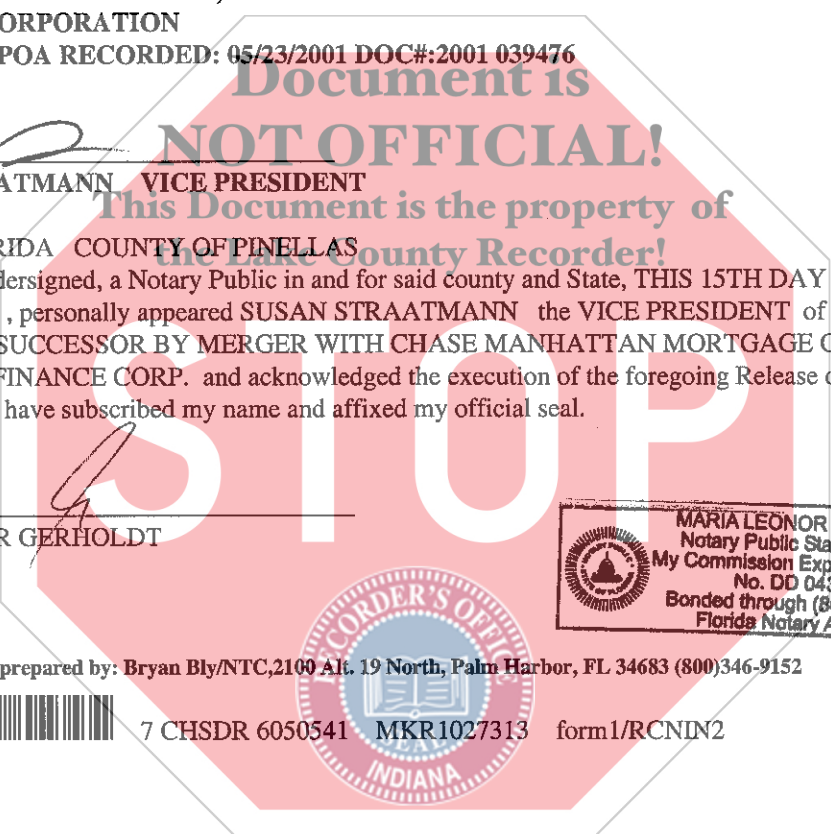 ORPORATION
POA RECORDED: 05/23/2001 DOC#:2001 039476
Document is
NOT OFFICIAL!
ATMANN VICE PRESIDENT
This Document is the property of
the Lake County Recorder!
RIDA COUNTY OF PINELLAS
dersigned, a Notary Public in and for said county and State, THIS 15TH DAY
, personally appeared SUSAN STRAATMANN the VICE PRESIDENT of
SUCCESSOR BY MERGER WITH CHASE MANHATTAN MORTGAGE C
FINANCE CORP. and acknowledged the execution of the foregoing Release
have subscribed my name and affixed my official seal.
STOP
R GERHOLDT
MARIA LEONOR
Notary Public Sta
My Commission Exp
No. DD 04
Bonded through (8
Florida Notary A
RECORDER'S OFFICE
SEAL
INDIANA
prepared by: Bryan Bly/NTC,2100 Alt. 19 North, Palm Harbor, FL 34683 (800)346-9152
7 CHSDR 6050541 MKR1027313 form1/RCNIN2